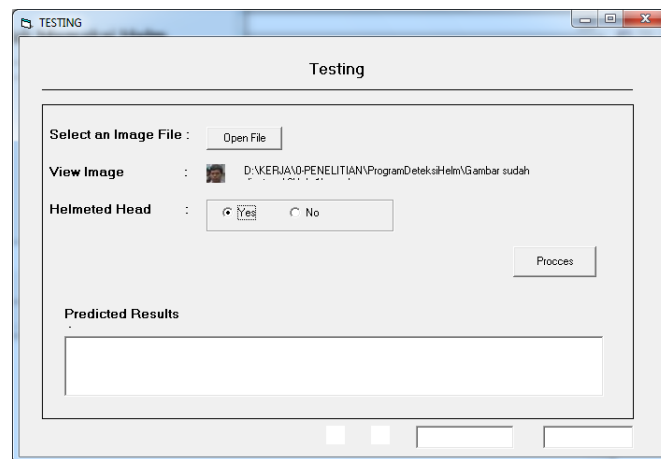 TESTING
Testing
Select an Image File :
Open File
View Image :
D:\KERJA\0-PENELITIAN\ProgramDeteksiHelm\Gambar sudah
Helmeted Head :
Yes
No
Procces
Predicted Results